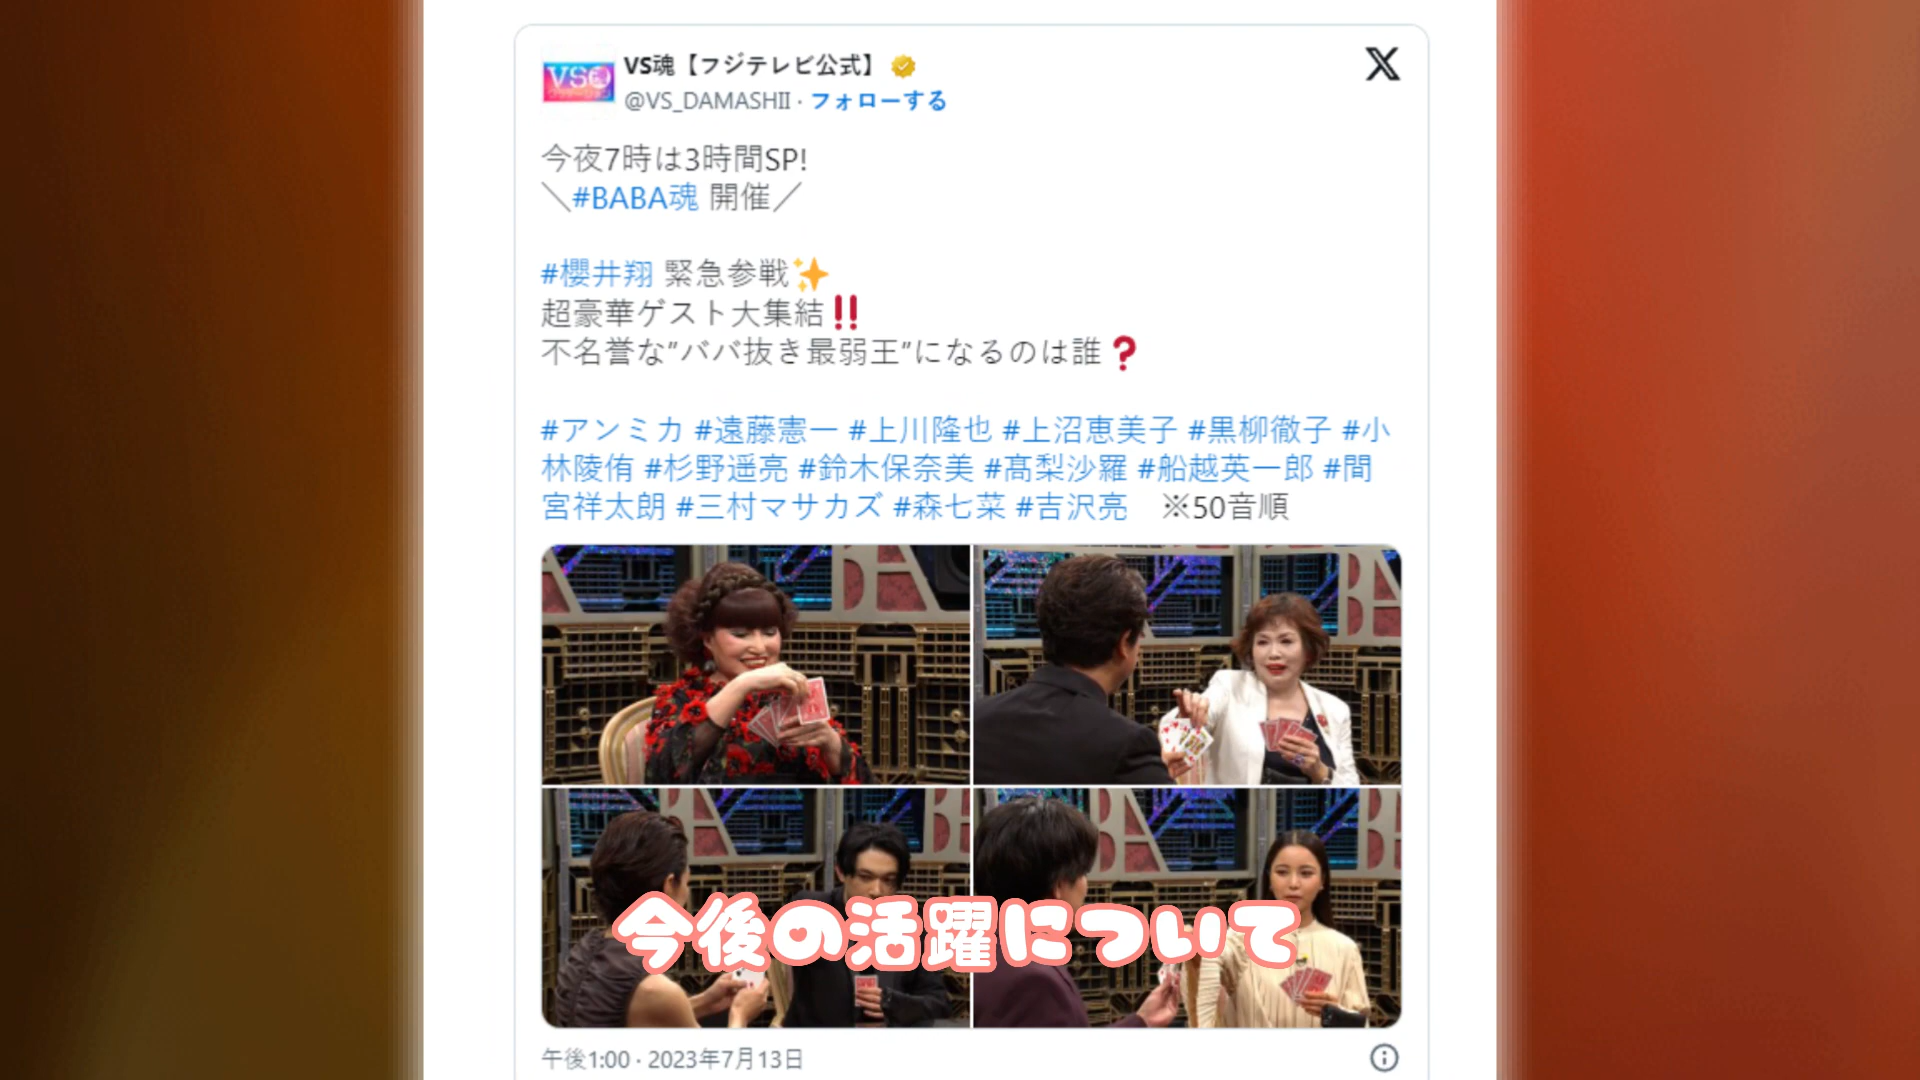 VS魂【フジテレビ公式】
@VS_DAMASHII · フォローする
今夜7時は3時間SP!
＼#BABA魂 開催／
#櫻井翔 緊急参戦✨
超豪華ゲスト大集結‼
不名誉な”ババ抜き最弱王”になるのは誰❓
#アンミカ #遠藤憲一 #上川隆也 #上沼恵美子 #黒柳徹子 #小
林陵侑 #杉野遥亮 #鈴木保奈美 #髙梨沙羅 #船越英一郎 #間
宮祥太朗 #三村マサカズ #森七菜 #吉沢亮　※50音順
今後の活躍について
午後1:00 · 2023年7月13日